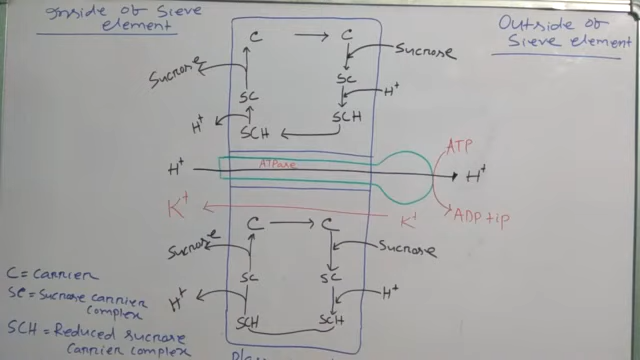 Inside of Sieve
element
Outside of
Sieve element
C → C
Sucrose
Sucrose
SC
SC
H+
H+
SCH
SCH
ATP
H+
ATPase
H+
K+
K+
ADP+ip
C → C
Sucrose
Sucrose
SC
SC
H+
H+
SCH
SCH
C = Carrier
SC = Sucrose carrier
complex
SCH = Reduced sucrose
Carrier complex